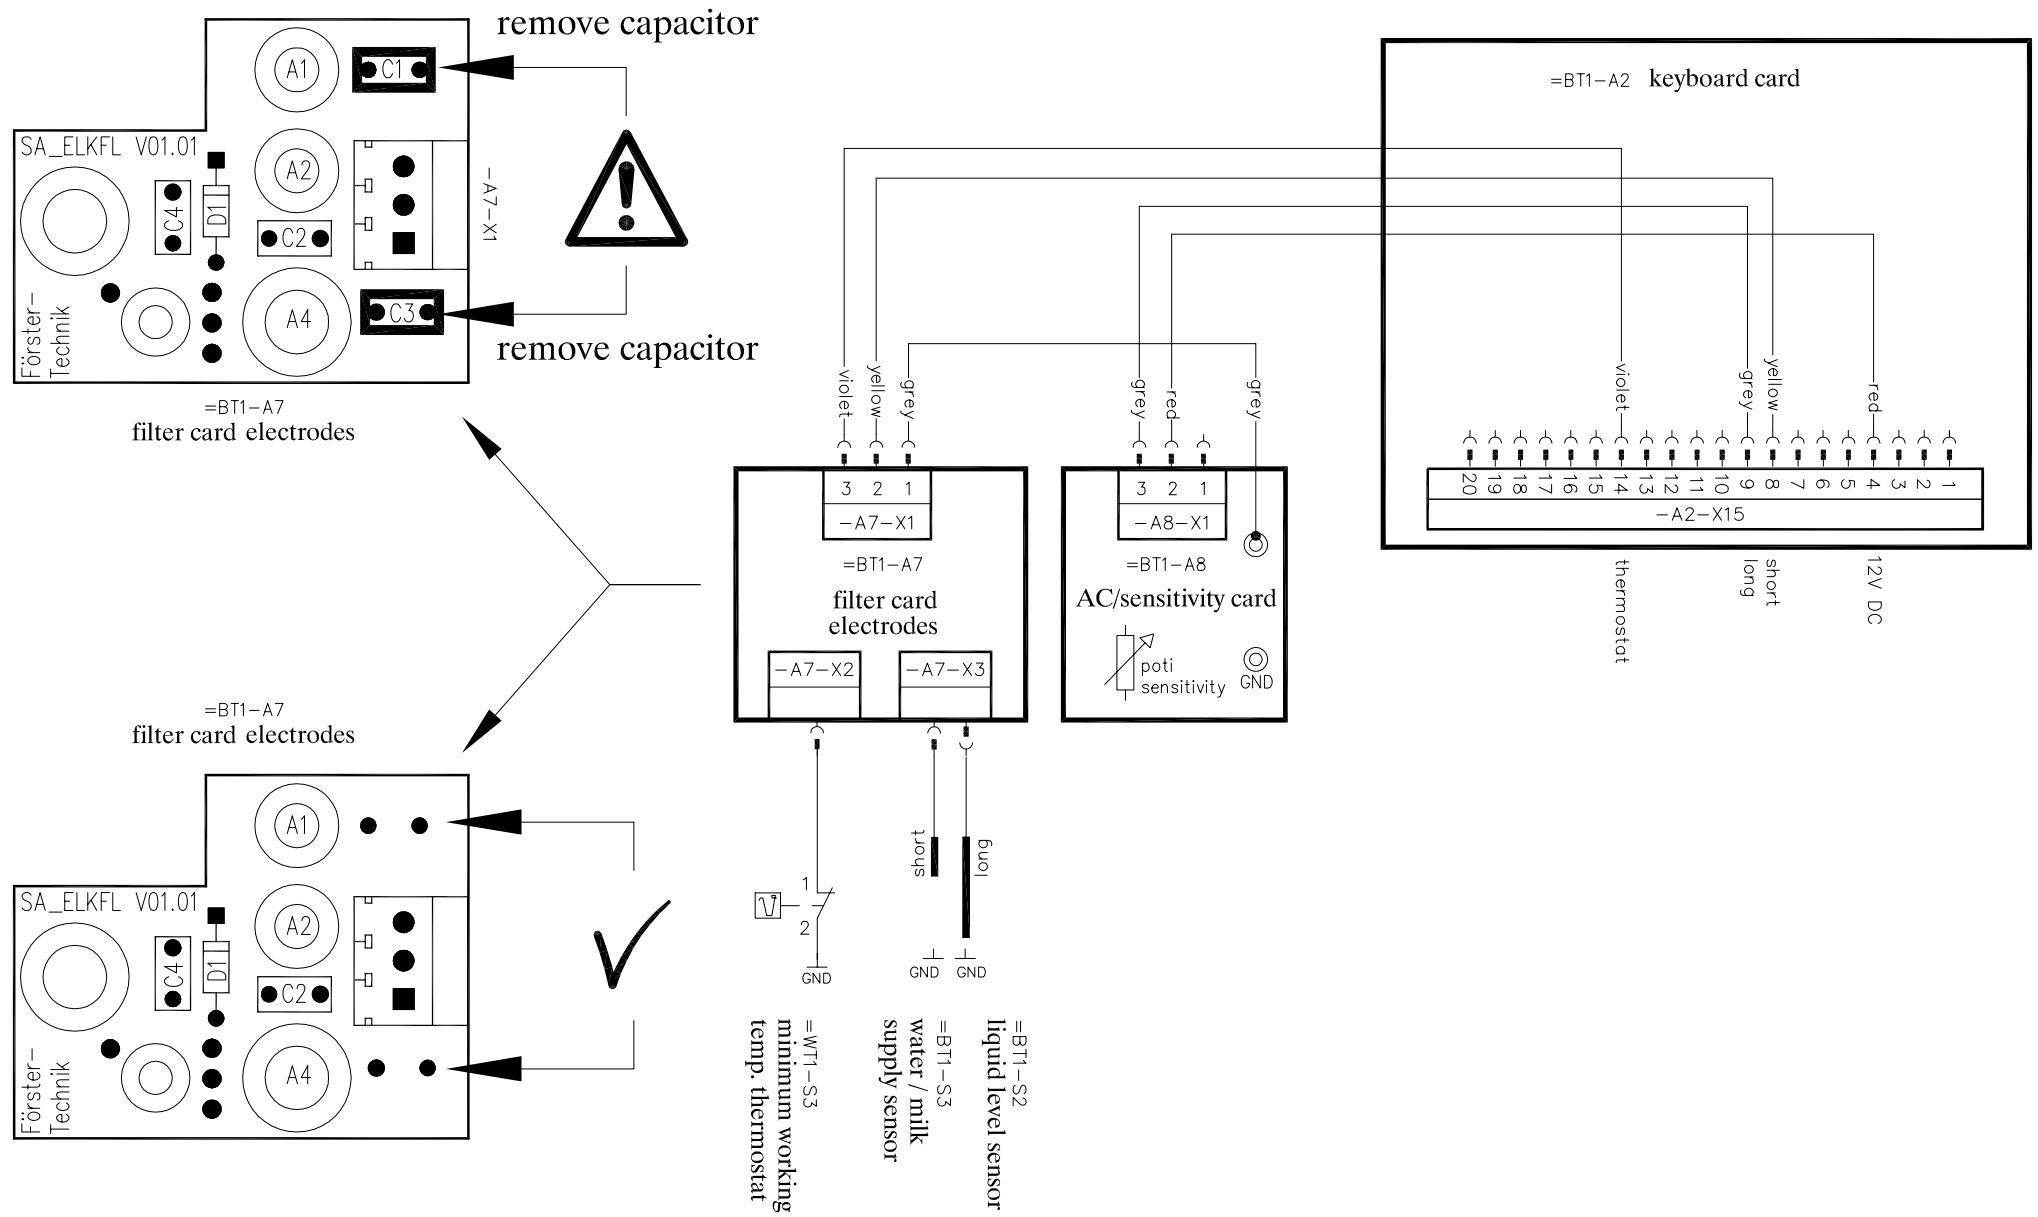 remove capacitor
A1
C1
SA_ELKFL V01.01
A2
-A7-X1
C4
D1
C2
A4
C3
Förster-
Technik
remove capacitor
=BT1-A7
filter card electrodes
=BT1-A7
filter card electrodes
A1
SA_ELKFL V01.01
A2
C4
D1
C2
A4
Förster-
Technik
=BT1-A2 keyboard card
violet
yellow
grey
grey
red
grey
violet
grey
yellow
red
3 2 1
-A7-X1
=BT1-A7
filter card
electrodes
-A7-X2
-A7-X3
3 2 1
-A8-X1
=BT1-A8
AC/sensitivity card
poti
sensitivity
GND
20 19 18 17 16 15 14 13 12 11 10 9 8 7 6 5 4 3 2 1
-A2-X15
thermostat
long
short
12V DC
short
long
1
2
GND
GND
GND
=WT1-S3
minimum working
temp. thermostat
=BT1-S3
water / milk
supply sensor
=BT1-S2
liquid level sensor